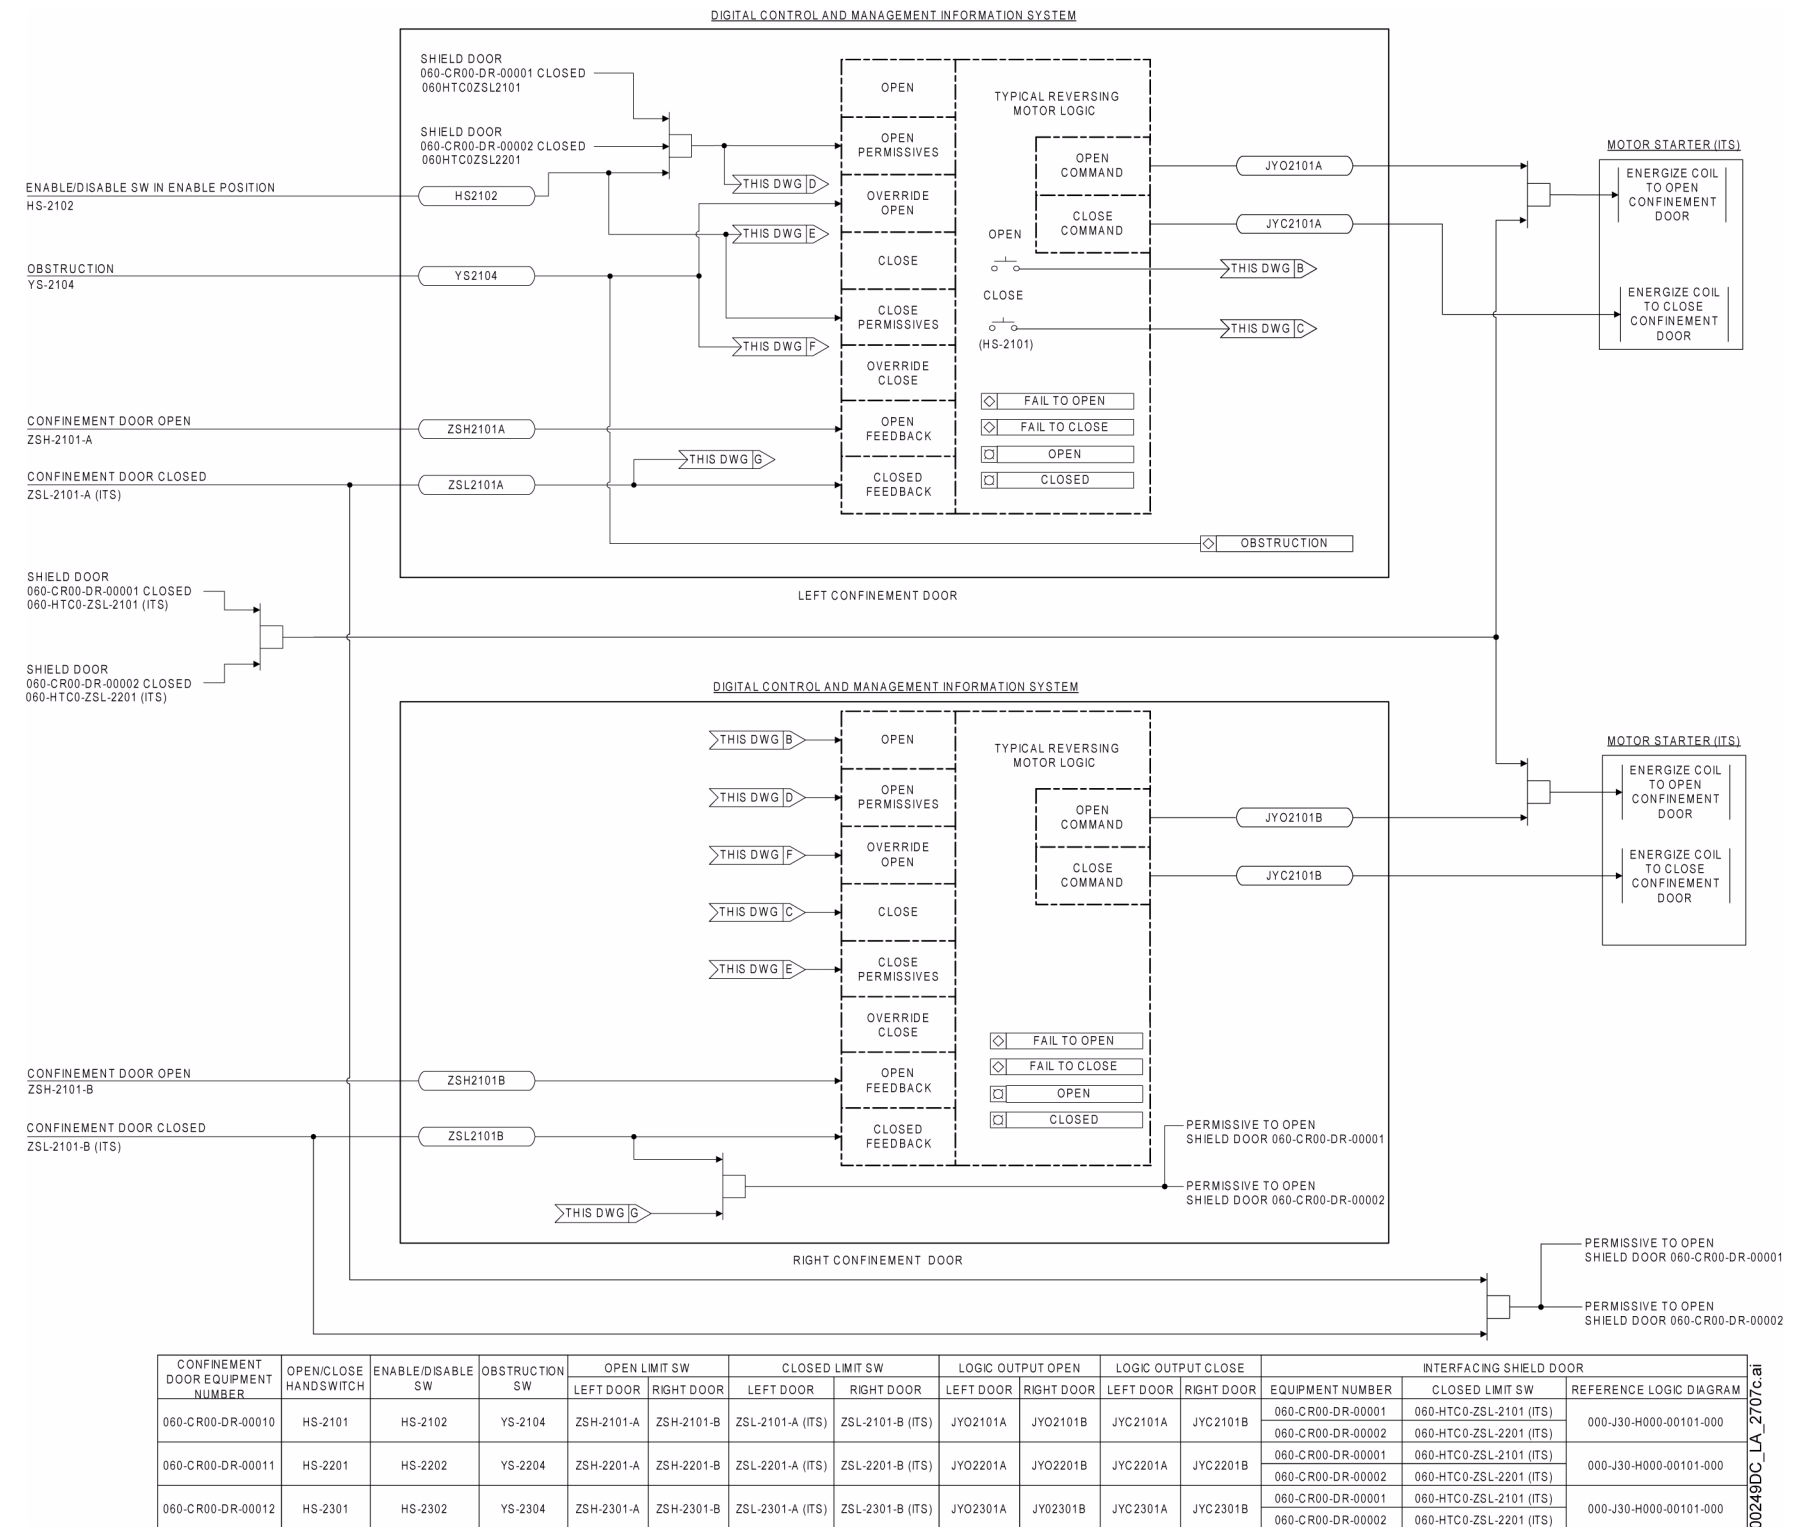 DIGITAL CONTROL AND MANAGEMENT INFORMATION SYSTEM
SHIELD DOOR
060-CR00-DR-00001 CLOSED
060HTC0ZSL2101
SHIELD DOOR
060-CR00-DR-00002 CLOSED
060HTC0ZSL2201
ENABLE/DISABLE SW IN ENABLE POSITION
HS-2102
HS2102
OBSTRUCTION
YS-2104
YS2104
CONFINEMENT DOOR OPEN
ZSH-2101-A
ZSH2101A
CONFINEMENT DOOR CLOSED
ZSL-2101-A (ITS)
ZSL2101A
THIS DWG D
THIS DWG E
THIS DWG F
THIS DWG G
OPEN
OPEN
PERMISSIVES
OVERRIDE
OPEN
CLOSE
CLOSE
PERMISSIVES
OVERRIDE
CLOSE
OPEN
FEEDBACK
CLOSED
FEEDBACK
TYPICAL REVERSING
MOTOR LOGIC
OPEN
COMMAND
CLOSE
COMMAND
OPEN
CLOSE
(HS-2101)
FAIL TO OPEN
FAIL TO CLOSE
OPEN
CLOSED
JYO2101A
JYC2101A
THIS DWG B
THIS DWG C
OBSTRUCTION
MOTOR STARTER (ITS)
ENERGIZE COIL
TO OPEN
CONFINEMENT
DOOR
ENERGIZE COIL
TO CLOSE
CONFINEMENT
DOOR
LEFT CONFINEMENT DOOR
SHIELD DOOR
060-CR00-DR-00001 CLOSED
060-HTC0-ZSL-2101 (ITS)
SHIELD DOOR
060-CR00-DR-00002 CLOSED
060-HTC0-ZSL-2201 (ITS)
DIGITAL CONTROL AND MANAGEMENT INFORMATION SYSTEM
THIS DWG B
THIS DWG D
THIS DWG F
THIS DWG C
THIS DWG E
OPEN
OPEN
PERMISSIVES
OVERRIDE
OPEN
CLOSE
CLOSE
PERMISSIVES
OVERRIDE
CLOSE
OPEN
FEEDBACK
CLOSED
FEEDBACK
TYPICAL REVERSING
MOTOR LOGIC
OPEN
COMMAND
CLOSE
COMMAND
FAIL TO OPEN
FAIL TO CLOSE
OPEN
CLOSED
JYO2101B
JYC2101B
MOTOR STARTER (ITS)
ENERGIZE COIL
TO OPEN
CONFINEMENT
DOOR
ENERGIZE COIL
TO CLOSE
CONFINEMENT
DOOR
CONFINEMENT DOOR OPEN
ZSH-2101-B
ZSH2101B
CONFINEMENT DOOR CLOSED
ZSL-2101-B (ITS)
ZSL2101B
THIS DWG G
PERMISSIVE TO OPEN
SHIELD DOOR 060-CR00-DR-00001
PERMISSIVE TO OPEN
SHIELD DOOR 060-CR00-DR-00002
RIGHT CONFINEMENT DOOR
PERMISSIVE TO OPEN
SHIELD DOOR 060-CR00-DR-00001
PERMISSIVE TO OPEN
SHIELD DOOR 060-CR00-DR-00002
CONFINEMENT
DOOR EQUIPMENT
NUMBER
OPEN/CLOSE
HANDSWITCH
ENABLE/DISABLE
SW
OBSTRUCTION
SW
OPEN LIMIT SW
CLOSED LIMIT SW
LOGIC OUTPUT OPEN
LOGIC OUTPUT CLOSE
INTERFACING SHIELD DOOR
LEFT DOOR RIGHT DOOR LEFT DOOR RIGHT DOOR LEFT DOOR RIGHT DOOR LEFT DOOR RIGHT DOOR EQUIPMENT NUMBER CLOSED LIMIT SW REFERENCE LOGIC DIAGRAM
060-CR00-DR-00010 HS-2101 HS-2102 YS-2104 ZSH-2101-A ZSH-2101-B ZSL-2101-A (ITS) ZSL-2101-B (ITS) JYO2101A JYO2101B JYC2101A JYC2101B 060-CR00-DR-00001 060-HTC0-ZSL-2101 (ITS) 000-J30-H000-00101-000
060-CR00-DR-00002 060-HTC0-ZSL-2201 (ITS)
060-CR00-DR-00011 HS-2201 HS-2202 YS-2204 ZSH-2201-A ZSH-2201-B ZSL-2201-A (ITS) ZSL-2201-B (ITS) JYO2201A JYO2201B JYC2201A JYC2201B 060-CR00-DR-00001 060-HTC0-ZSL-2101 (ITS) 000-J30-H000-00101-000
060-CR00-DR-00002 060-HTC0-ZSL-2201 (ITS)
060-CR00-DR-00012 HS-2301 HS-2302 YS-2304 ZSH-2301-A ZSH-2301-B ZSL-2301-A (ITS) ZSL-2301-B (ITS) JYO2301A JY02301B JYC2301A JYC2301B 060-CR00-DR-00001 060-HTC0-ZSL-2101 (ITS) 000-J30-H000-00101-000
060-CR00-DR-00002 060-HTC0-ZSL-2201 (ITS)
00249DC_LA_2707c.ai